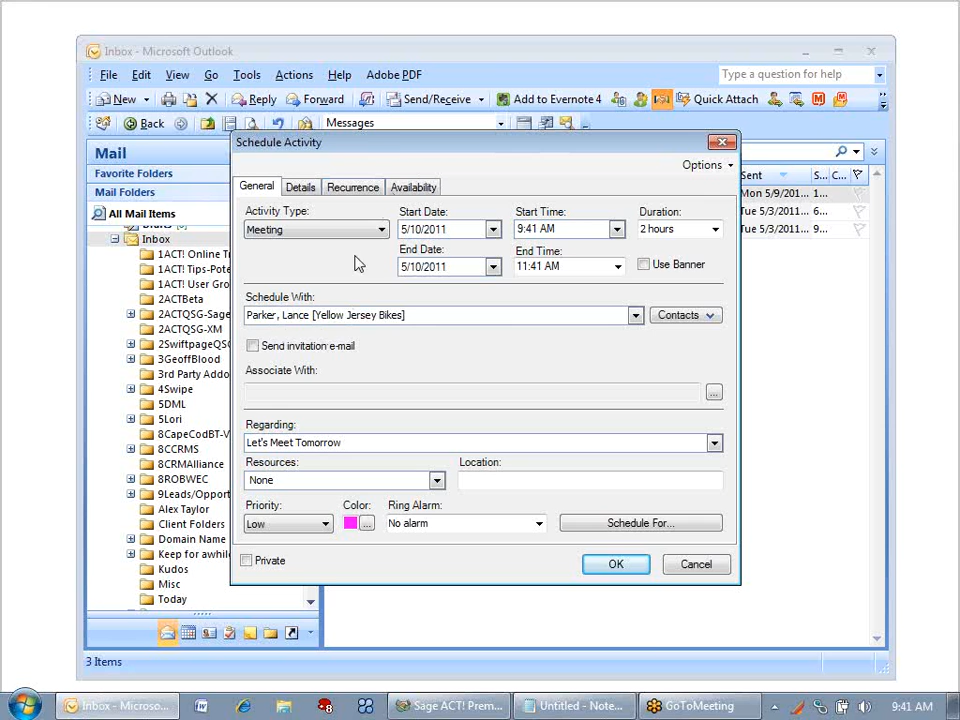 Inbox - Microsoft Outlook
File Edit View Go Tools Actions Help Adobe PDF Type a question for help
New Reply Forward Send/Receive Add to Evernote 4 Quick Attach
Back Messages
Schedule Activity
Mail
Options
Favorite Folders
Sent S... C...
General Details Recurrence Availability
Mail Folders
Mon 5/9/201... 1...
All Mail Items
Tue 5/3/2011... 6...
Tue 5/3/2011... 9...
Activity Type: Start Date: Start Time: Duration:
Meeting 5/10/2011 9:41 AM 2 hours
End Date: End Time:
5/10/2011 11:41 AM Use Banner
Drafts
Inbox
1ACT! Online T
1ACT! Tips-Pote
1ACT! User Gro
2ACTBeta
2ACTQSG-Sage
2ACTQSG-XM
2SwiftpageQSC
3GeoffBlood
3rd Party Addo
4Swipe
5DML
5Lori
8CapeCodBT-V
8CCRMS
8CRMAlliance
8ROBWEC
9Leads/Opport
Alex Taylor
Client Folders
Domain Name
Keep for awhile
Kudos
Misc
Today
Schedule With:
Parker, Lance [Yellow Jersey Bikes] Contacts
Send invitation e-mail
Associate With:
...
Regarding:
Let's Meet Tomorrow
Resources: Location:
None
Priority: Color: Ring Alarm:
Low ... No alarm Schedule For...
Private OK Cancel
3 Items
Inbox - Microsoft ... Sage ACT! Prem... Untitled - Note... GoToMeeting 9:41 AM